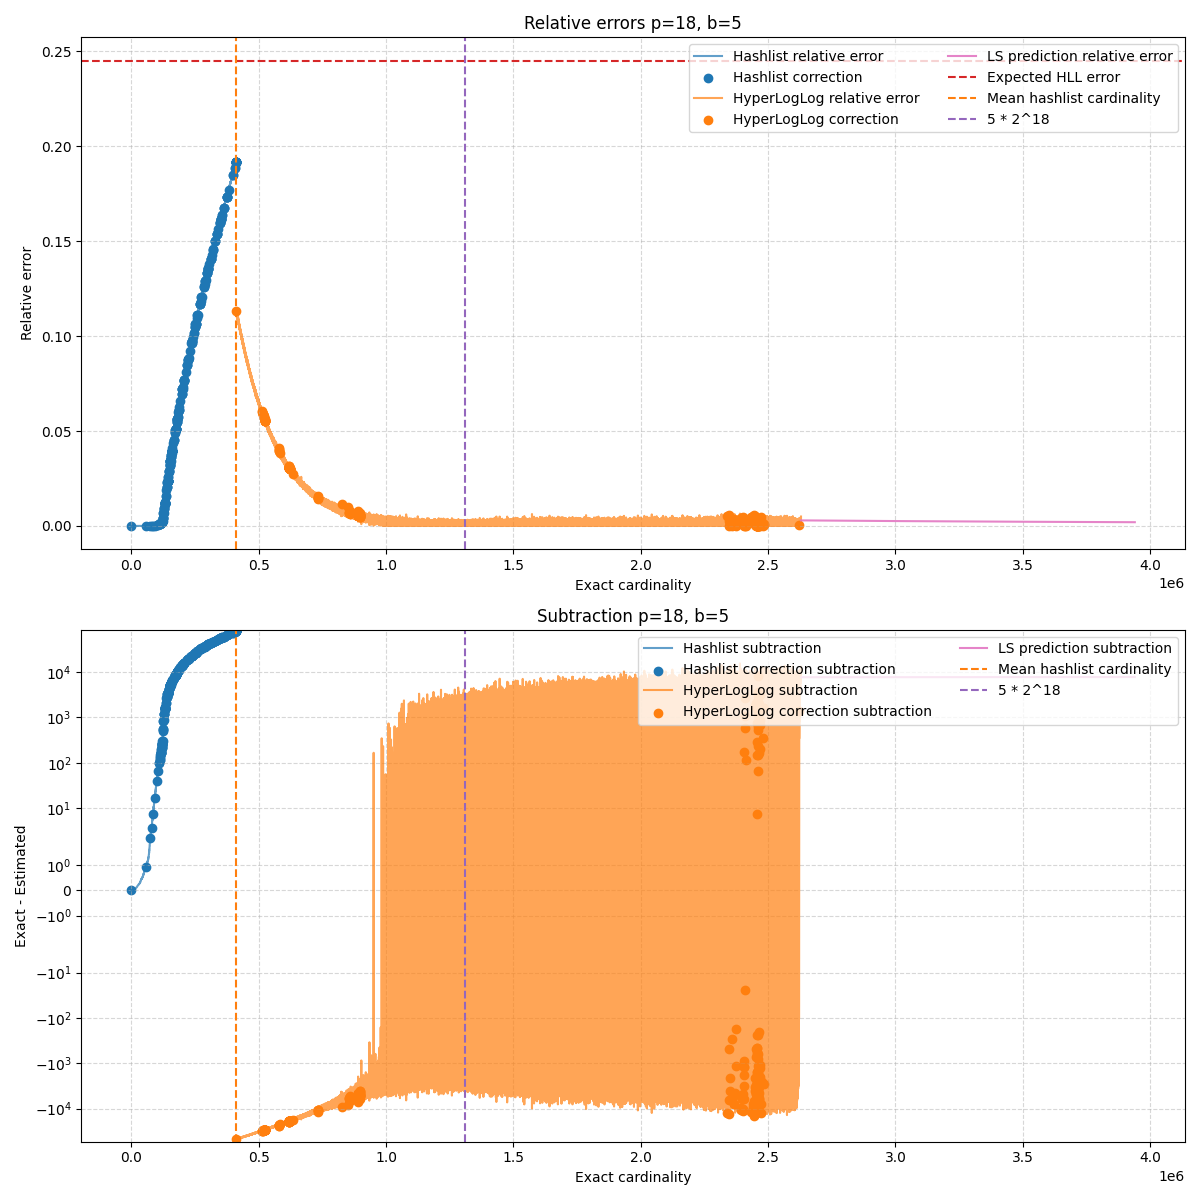 Relative errors p=18, b=5
0.25
0.20
0.15
0.10
0.05
0.00
Relative error
Hashlist relative error
Hashlist correction
HyperLogLog relative error
HyperLogLog correction
LS prediction relative error
Expected HLL error
Mean hashlist cardinality
5 * 2^18
0.0 0.5 1.0 1.5 2.0 2.5 3.0 3.5 4.0
1e6
Exact cardinality
Subtraction p=18, b=5
10^4
10^3
10^2
10^1
10^0
0
−10^0
−10^1
−10^2
−10^3
−10^4
Exact - Estimated
Hashlist subtraction
Hashlist correction subtraction
HyperLogLog subtraction
HyperLogLog correction subtraction
LS prediction subtraction
Mean hashlist cardinality
5 * 2^18
0.0 0.5 1.0 1.5 2.0 2.5 3.0 3.5 4.0
1e6
Exact cardinality